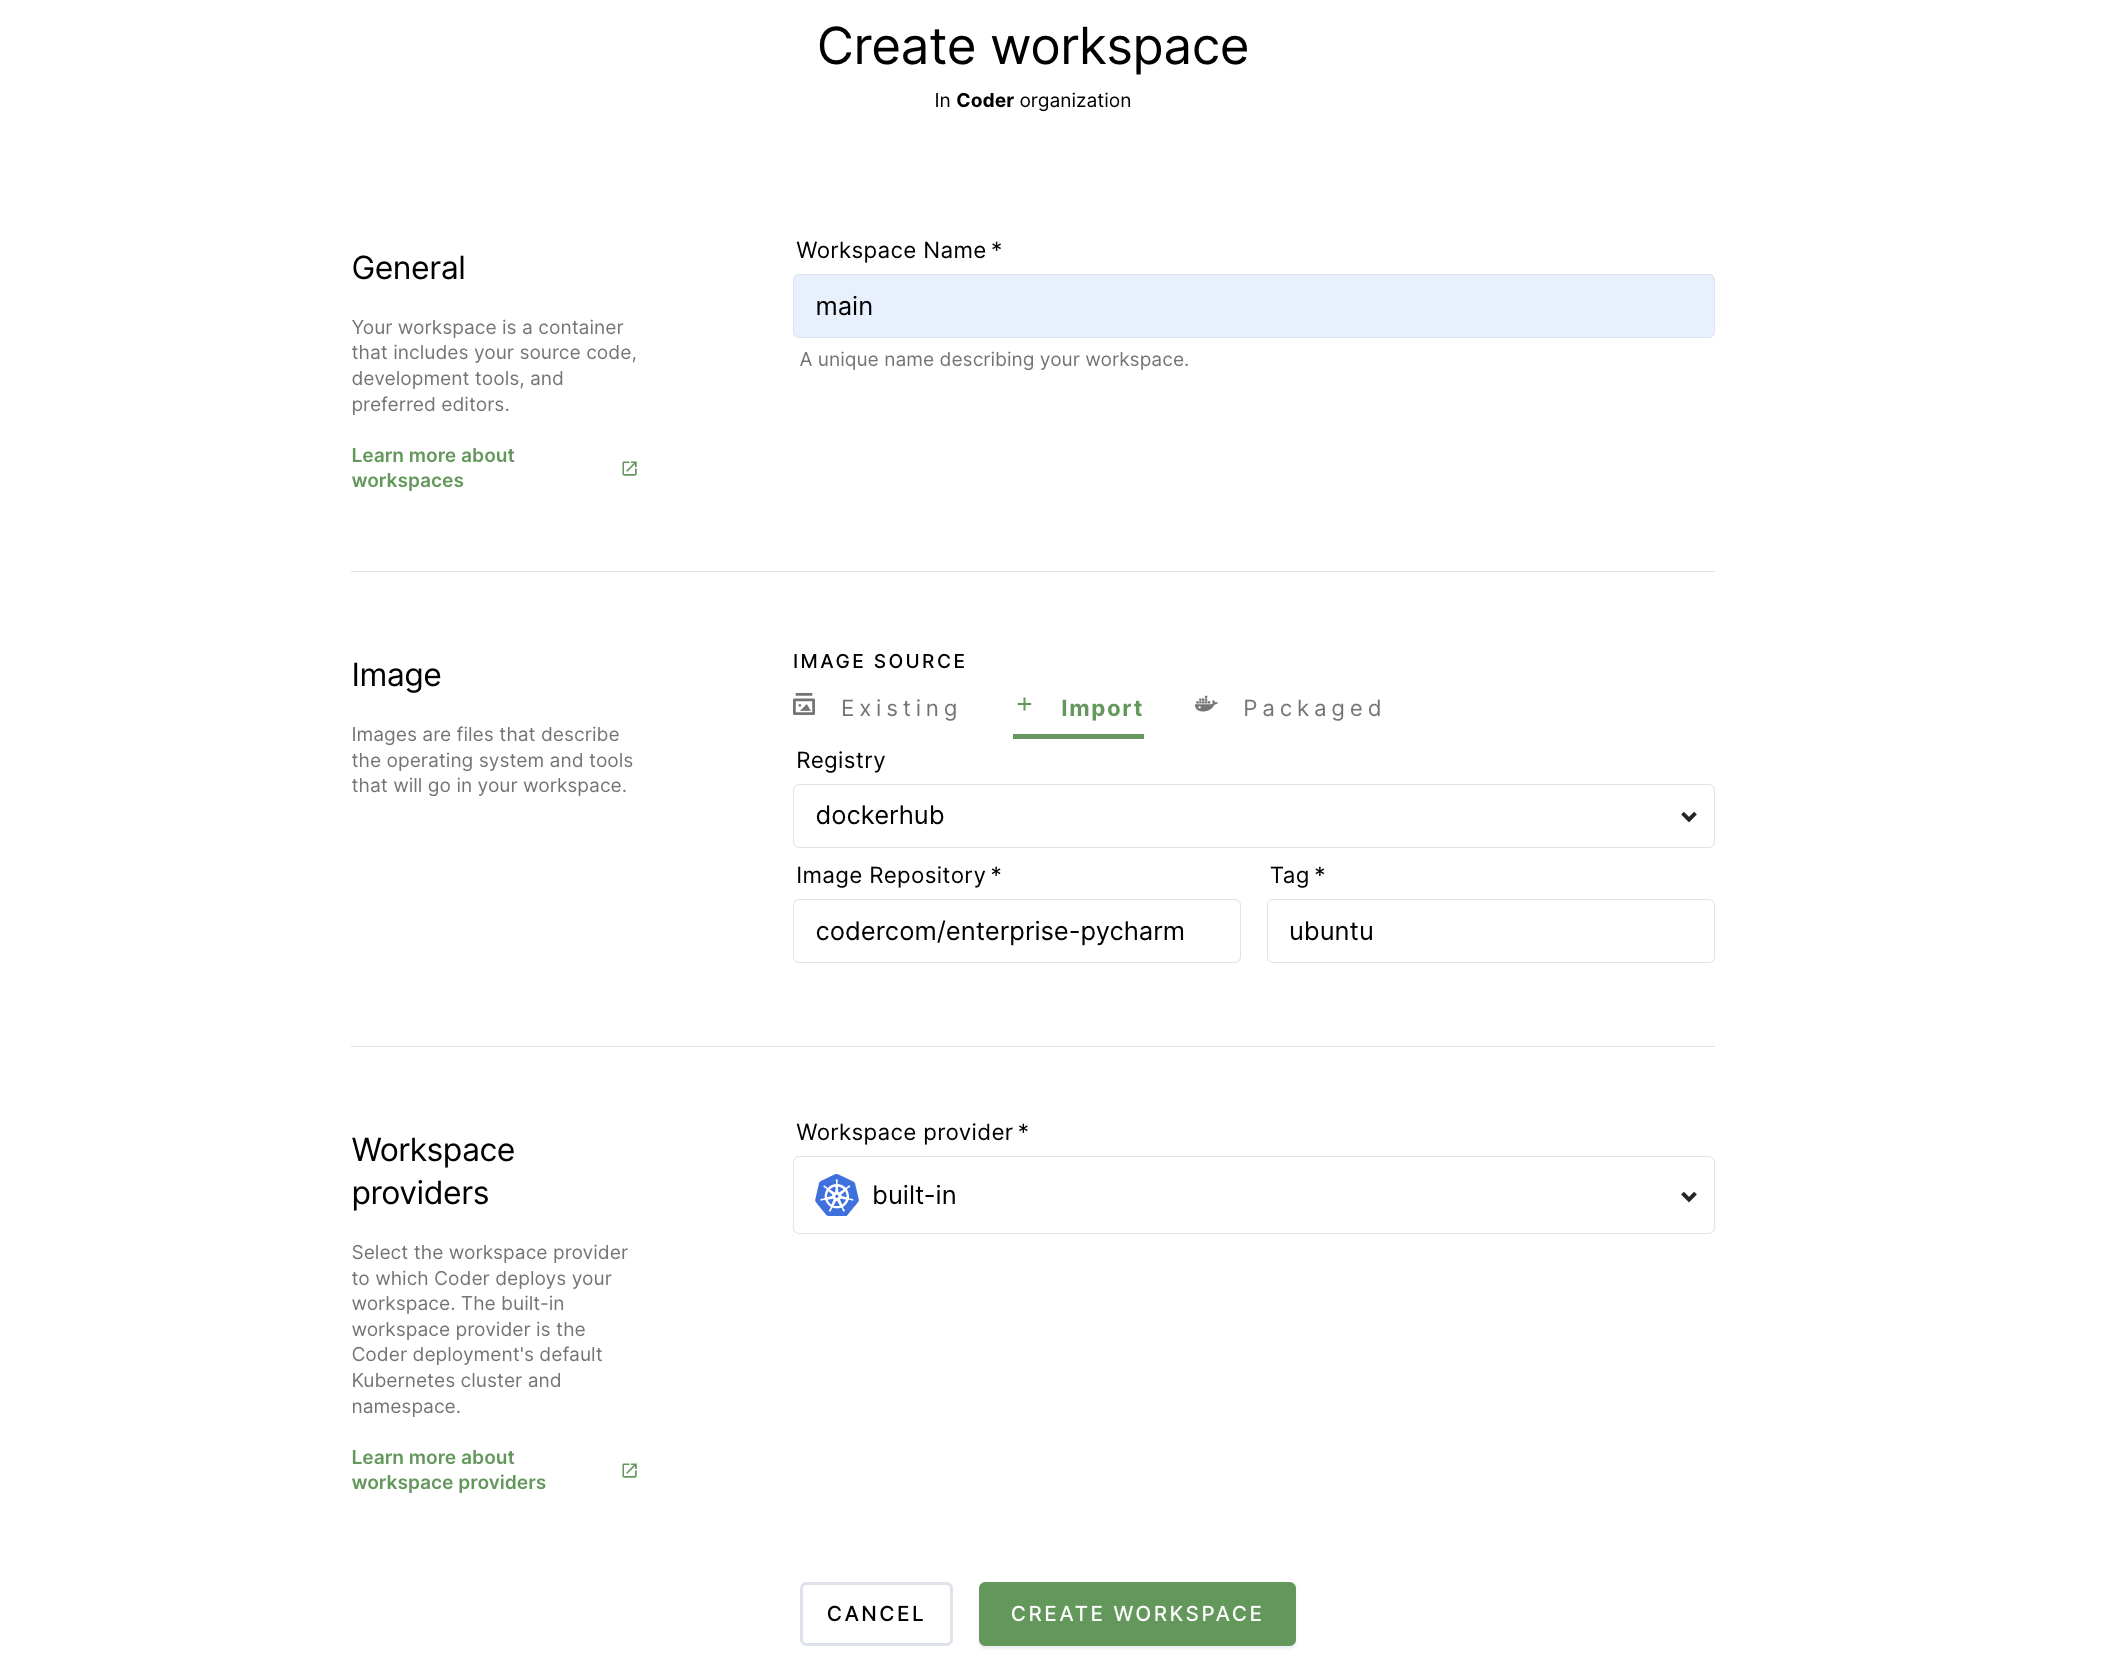 Create workspace
In Coder organization
General
Your workspace is a container
that includes your source code,
development tools, and
preferred editors.
Learn more about
workspaces
Workspace Name *
main
A unique name describing your workspace.
Image
Images are files that describe
the operating system and tools
that will go in your workspace.
IMAGE SOURCE
Existing
+ Import
Packaged
Registry
dockerhub
Image Repository *
codercom/enterprise-pycharm
Tag *
ubuntu
Workspace
providers
Select the workspace provider
to which Coder deploys your
workspace. The built-in
workspace provider is the
Coder deployment's default
Kubernetes cluster and
namespace.
Learn more about
workspace providers
Workspace provider *
built-in
CANCEL
CREATE WORKSPACE